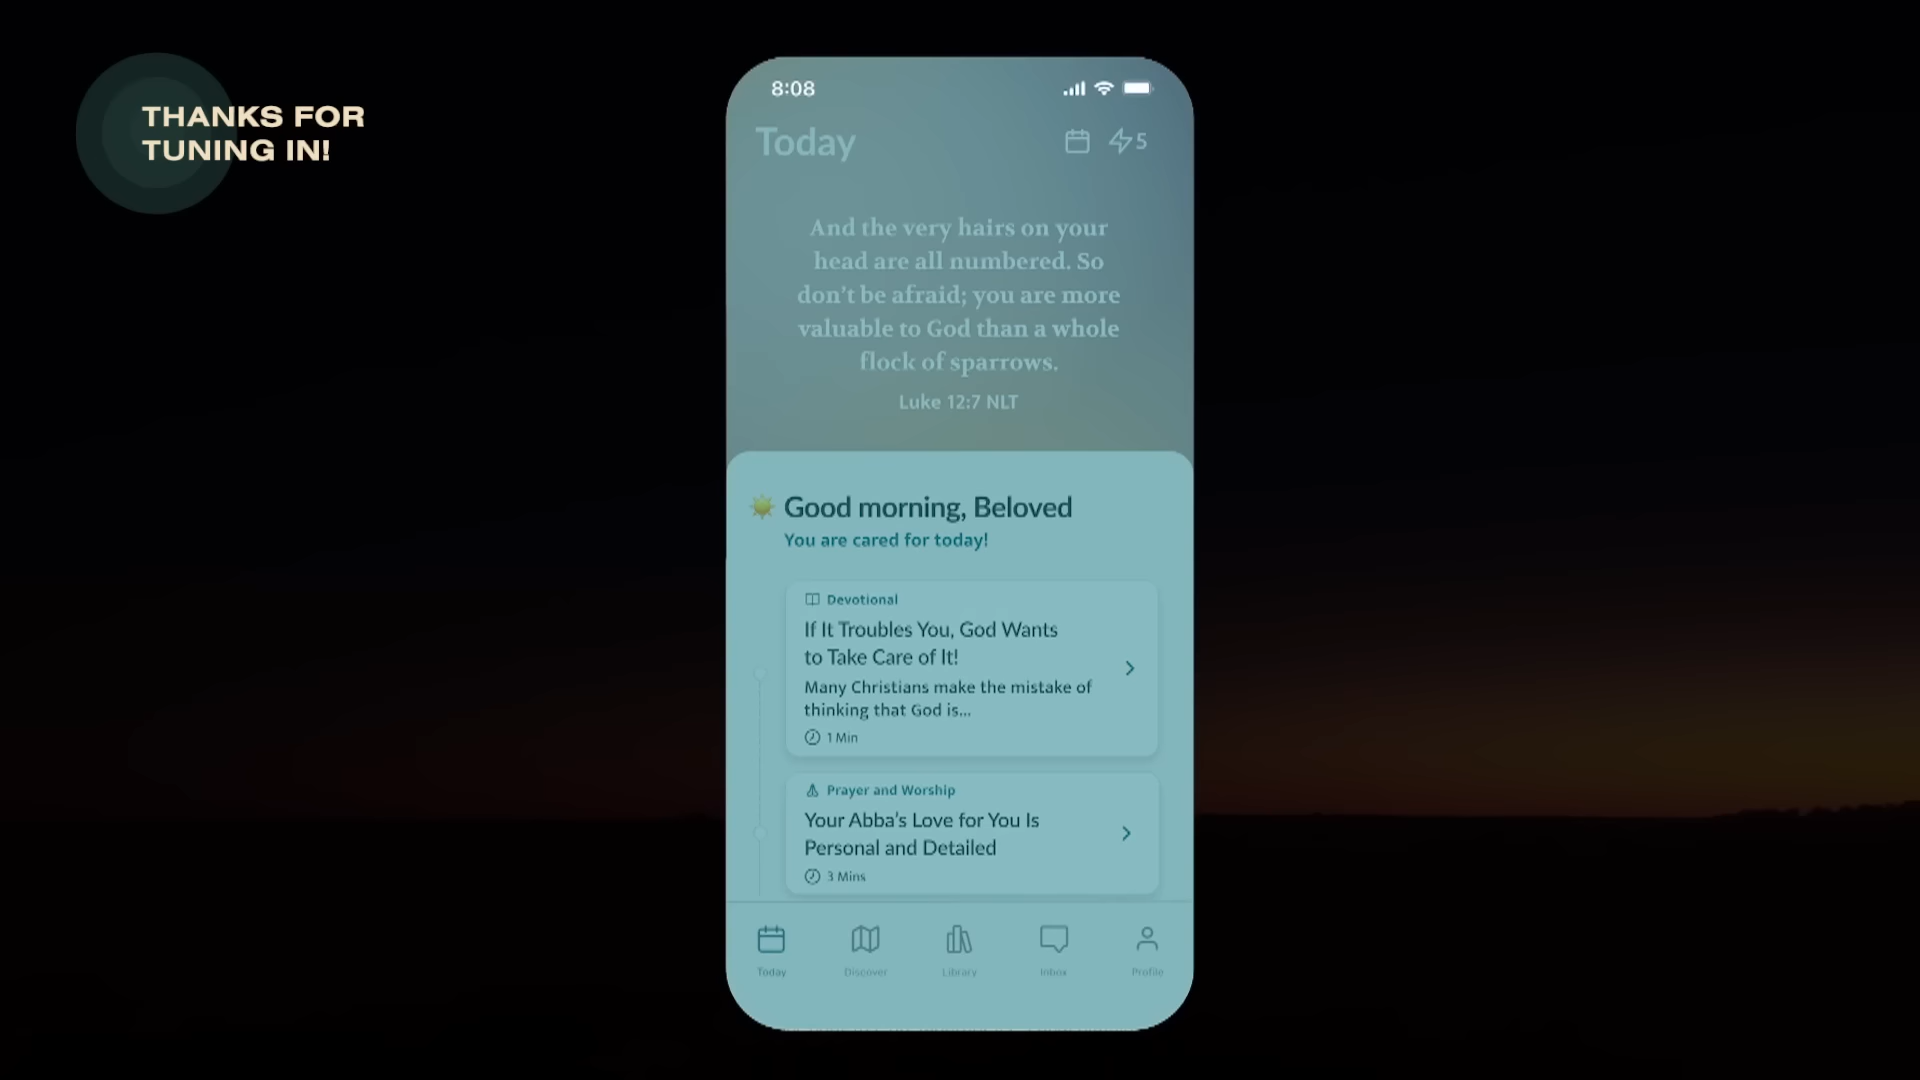 THANKS FOR
TUNING IN!
8:08
Today
5
And the very hairs on your
head are all numbered. So
don't be afraid; you are more
valuable to God than a whole
flock of sparrows.
Luke 12:7 NLT
Good morning, Beloved
You are cared for today!
Devotional
If It Troubles You, God Wants
to Take Care of It!
Many Christians make the mistake of
thinking that God is...
1 Min
Prayer and Worship
Your Abba's Love for You Is
Personal and Detailed
3 Mins
Today
Discover
Library
Inbox
Profile